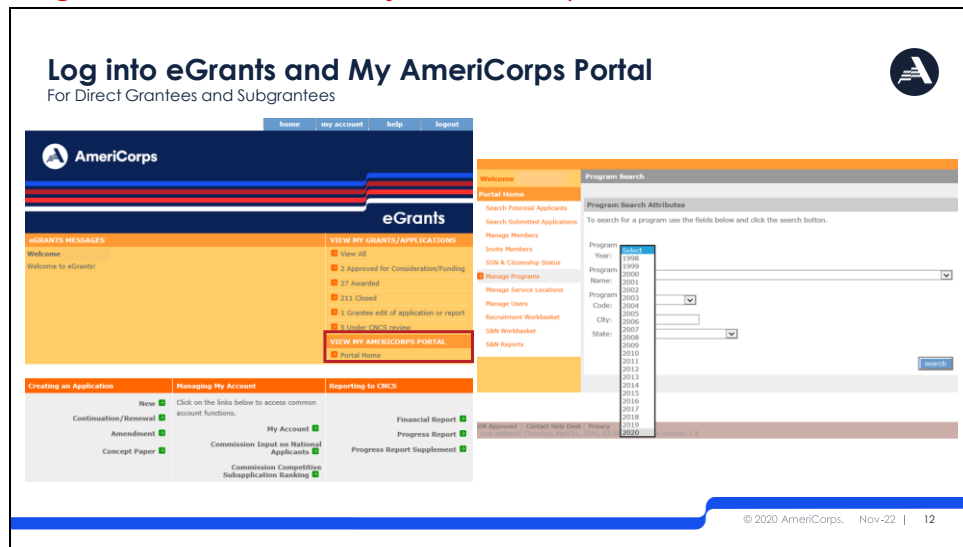 Log into eGrants and My AmeriCorps Portal
For Direct Grantees and Subgrantees
home my account help logout
AmeriCorps
eGrants
eGRANTS MESSAGES
Welcome
Welcome to eGrants!
VIEW MY GRANTS/APPLICATIONS
View All
2 Approved for Consideration/Funding
27 Awarded
211 Closed
1 Grantee edit of application or report
5 Under CNCS review
VIEW MY AMERICORPS PORTAL
Portal Home
Creating an Application
New
Continuation/Renewal
Amendment
Concept Paper
Managing My Account
Click on the links below to access common
account functions.
My Account
Commission Input on National
Applicants
Commission Competitive
Subapplication Ranking
Reporting to CNCS
Financial Report
Progress Report
Progress Report Supplement
Welcome
Portal Home
Search Potential Applicants
Search Submitted Applications
Manage Members
Invite Members
SSN & Citizenship Status
Manage Programs
Manage Service Locations
Manage Users
Recruitment Workbasket
S&N Workbasket
S&N Reports
Program Search
Program Search Attributes
To search for a program use the fields below and click the search button.
Program
Year:
Program
Name:
Program
Code:
City:
State:
Select
1998
1999
2000
2001
2002
2003
2004
2005
2006
2007
2008
2009
2010
2011
2012
2013
2014
2015
2016
2017
2018
2019
2020
search
Approved | Contact Help Desk | Privacy
Last updated: Thursday, April
© 2020 AmeriCorps. Nov-22 | 12